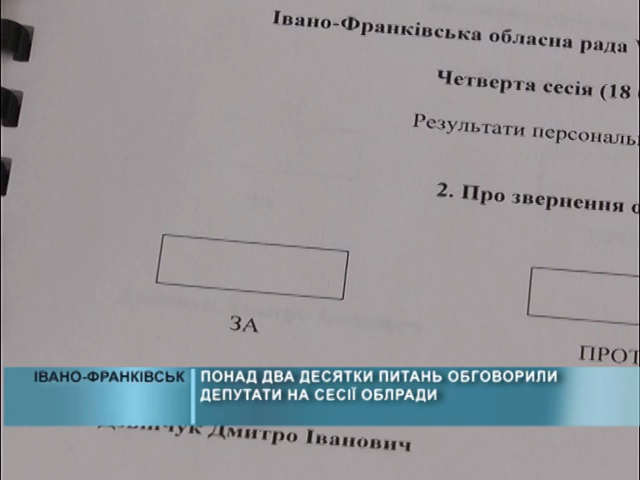 Івано-Франківська обласна рада
Четверта сесія (18
Результати персональ
2. Про звернення о
ЗА
ПРОТ
ІВАНО-ФРАНКІВСЬК
ПОНАД ДВА ДЕСЯТКИ ПИТАНЬ ОБГОВОРИЛИ
ДЕПУТАТИ НА СЕСІЇ ОБЛРАДИ
Дмитро Іванович